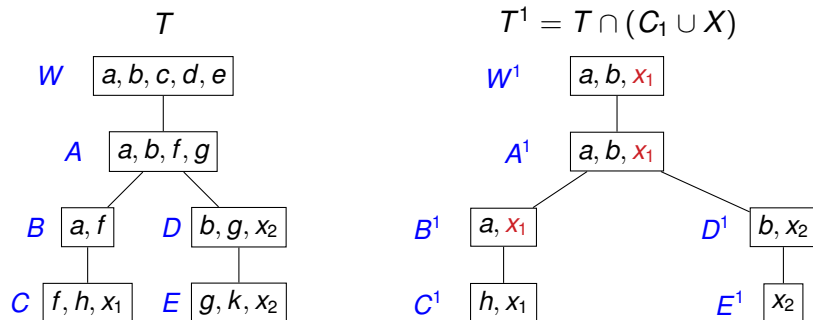 T
T¹ = T ∩ (C₁ ∪ X)
W a, b, c, d, e
W¹ a, b, x₁
A a, b, f, g
A¹ a, b, x₁
B a, f
D b, g, x₂
B¹ a, x₁
D¹ b, x₂
C f, h, x₁
E g, k, x₂
C¹ h, x₁
E¹ x₂